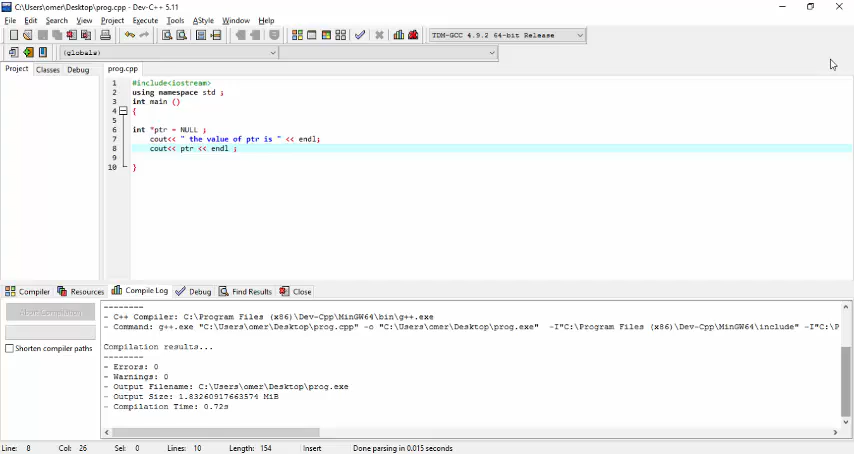 C:\Users\omer\Desktop\prog.cpp - Dev-C++ 5.11
File Edit Search View Project Execute Tools AStyle Window Help
TDM-GCC 4.9.2 64-bit Release
(globals)
Project Classes Debug prog.cpp
1 #include<iostream>
2 using namespace std ;
3 int main ()
4 {
5
6 int *ptr = NULL ;
7 cout<< " the value of ptr is " << endl;
8 cout<< ptr << endl ;
9
10 }
Compiler Resources Compile Log Debug Find Results Close
Abort Compilation
Shorten compiler paths
--------
- C++ Compiler: C:\Program Files (x86)\Dev-Cpp\MinGW64\bin\g++.exe
- Command: g++.exe "C:\Users\omer\Desktop\prog.cpp" -o "C:\Users\omer\Desktop\prog.exe" -I"C:\Program Files (x86)\Dev-Cpp\MinGW64\include" -I"C:\P
Compilation results...
--------
- Errors: 0
- Warnings: 0
- Output Filename: C:\Users\omer\Desktop\prog.exe
- Output Size: 1.83260917663574 MiB
- Compilation Time: 0.72s
Line: 8 Col: 26 Sel: 0 Lines: 10 Length: 154 Insert Done parsing in 0.015 seconds